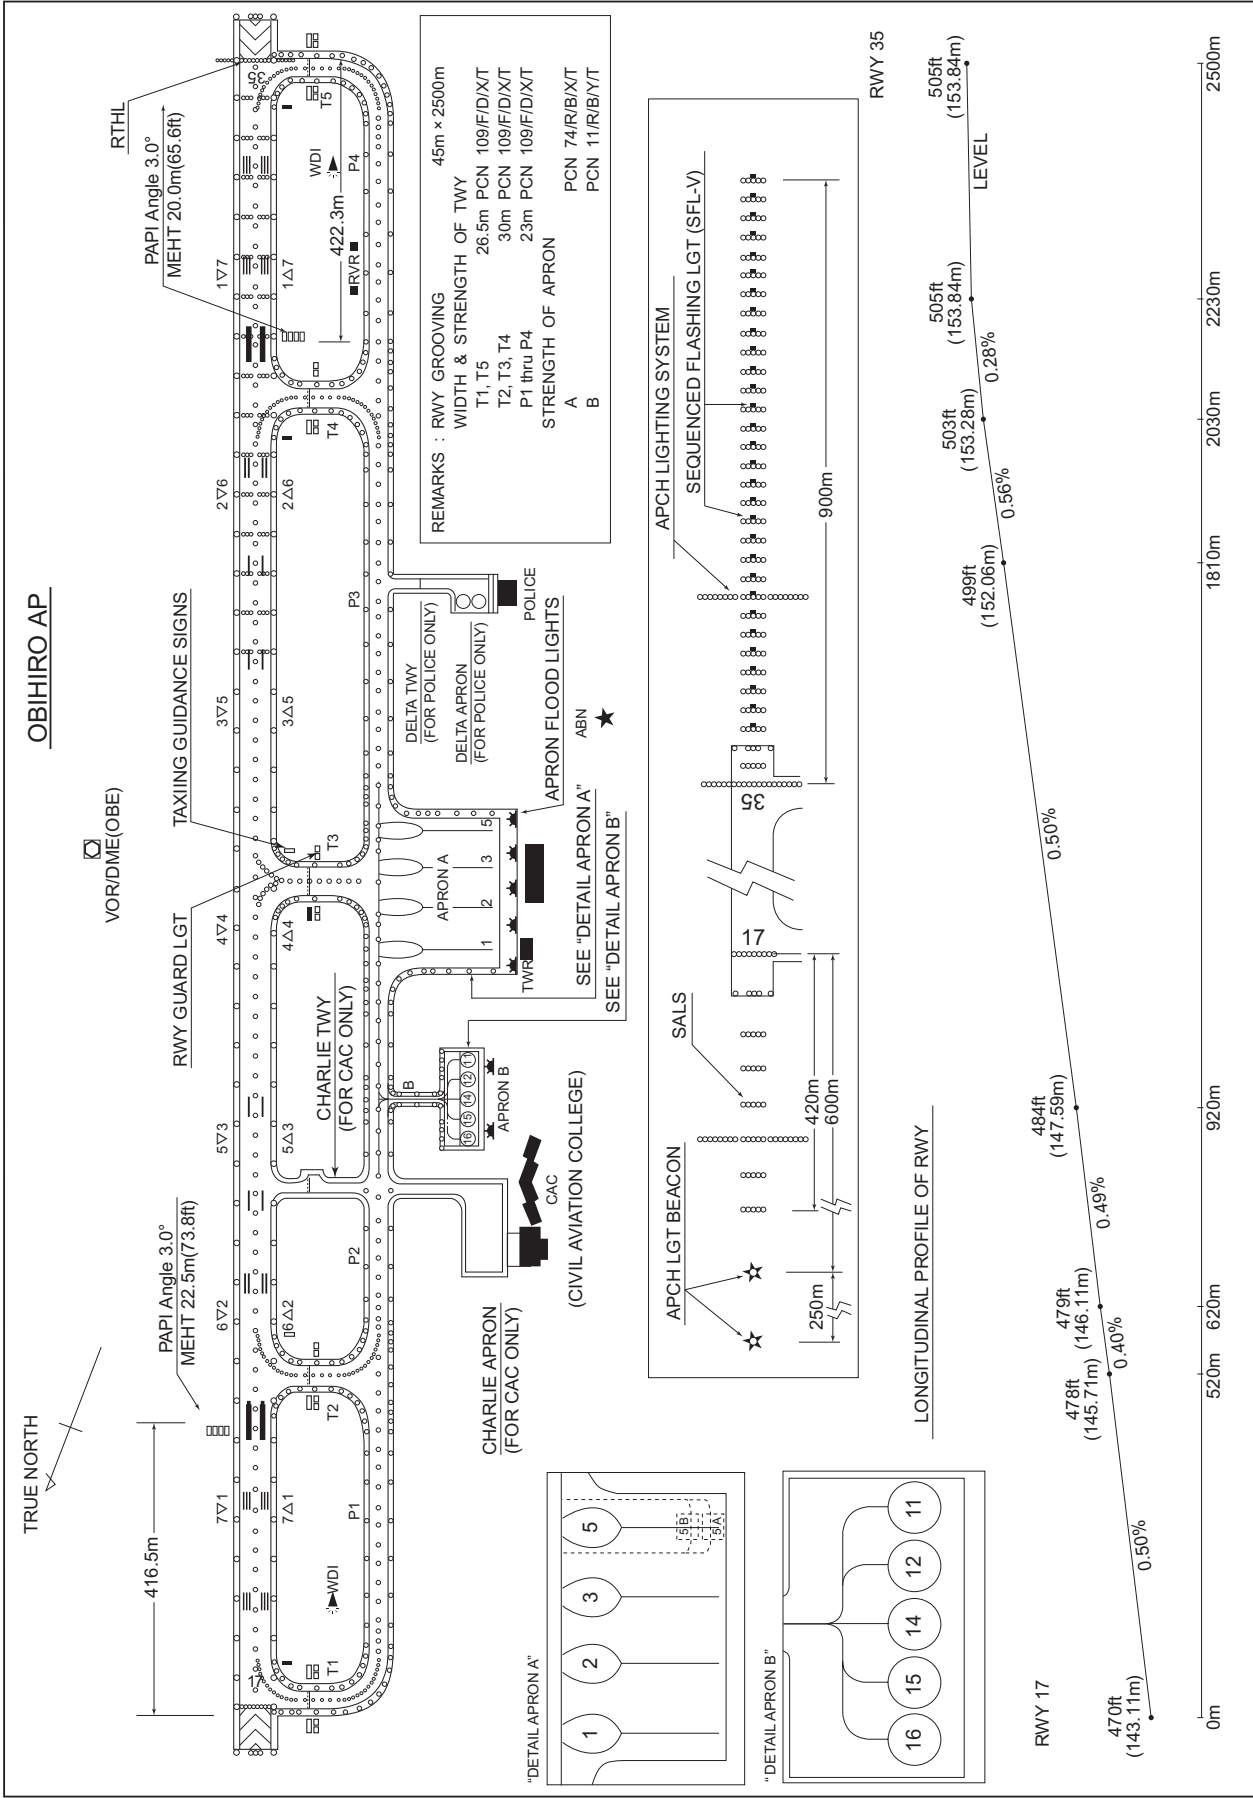 OBIHIRO AP
TRUE NORTH
416.5m
PAPI Angle 3.0°
MEHT 22.5m(73.8ft)
VOR/DME(OBE)
RWY GUARD LGT
TAXIING GUIDANCE SIGNS
PAPI Angle 3.0°
MEHT 20.0m(65.6ft)
RTHL
7▽1
6▽2
5▽3
4▽4
3▽5
2▽6
1▽7
17
35
7△1
6△2
5△3
4△4
3△5
2△6
1△7
T1
WDI
T2
T3
T4
T5
WDI
422.3m
RVR
P1
P2
P3
P4
CHARLIE TWY
(FOR CAC ONLY)
B
APRON A
1
2
3
5
TWR
16
15
14
12
11
APRON B
CAC
(CIVIL AVIATION COLLEGE)
CHARLIE APRON
(FOR CAC ONLY)
SEE "DETAIL APRON A"
SEE "DETAIL APRON B"
DELTA TWY
(FOR POLICE ONLY)
DELTA APRON
(FOR POLICE ONLY)
POLICE
APRON FLOOD LIGHTS
ABN
REMARKS : RWY GROOVING 45m × 2500m
WIDTH & STRENGTH OF TWY
T1, T5 26.5m PCN 109/F/D/X/T
T2, T3, T4 30m PCN 109/F/D/X/T
P1 thru P4 23m PCN 109/F/D/X/T
STRENGTH OF APRON
A PCN 74/R/B/X/T
B PCN 11/R/B/Y/T
"DETAIL APRON A"
1
2
3
5
5B
5A
"DETAIL APRON B"
16
15
14
12
11
APCH LGT BEACON
SALS
APCH LIGHTING SYSTEM
SEQUENCED FLASHING LGT (SFL-V)
17
35
250m
420m
600m
900m
LONGITUDINAL PROFILE OF RWY
RWY 17
RWY 35
470ft
(143.11m)
478ft
(145.71m)
479ft
(146.11m)
484ft
(147.59m)
499ft
(152.06m)
503ft
(153.28m)
505ft
(153.84m)
505ft
(153.84m)
0.50%
0.40%
0.49%
0.50%
0.56%
0.28%
LEVEL
0m
520m
620m
920m
1810m
2030m
2230m
2500m